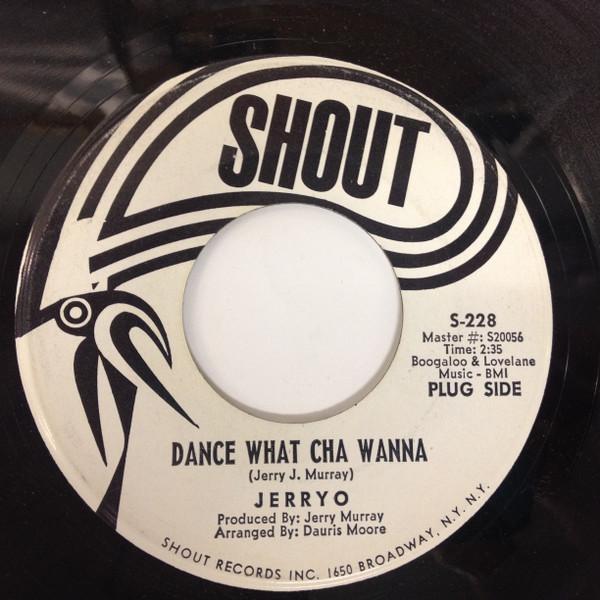 SHOUT
S-228
Master #: S20056
Time: 2:35
Boogaloo & Lovelane
Music - BMI
PLUG SIDE
DANCE WHAT CHA WANNA
(Jerry J. Murray)
JERRYO
Produced By: Jerry Murray
Arranged By: Dauris Moore
SHOUT RECORDS INC. 1650 BROADWAY, N.Y. N.Y.